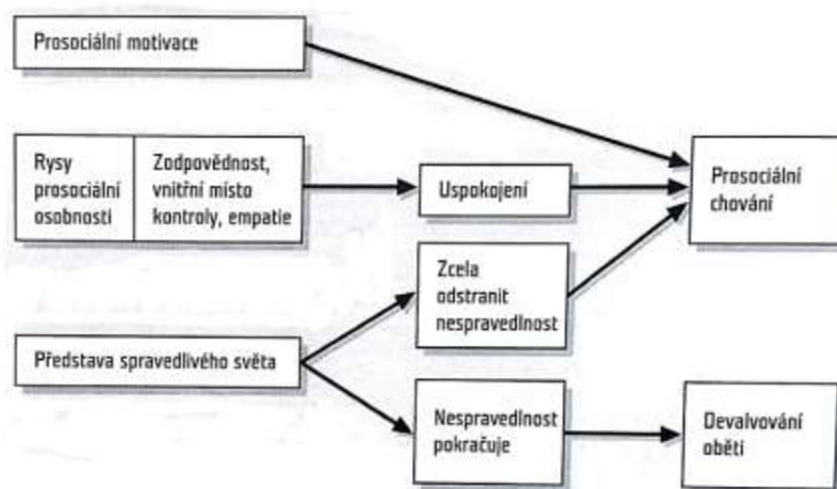 Prosociální motivace
Rysy
prosociální
osobnosti
Zodpovědnost,
vnitřní místo
kontroly, empatie
Uspokojení
Prosociální
chování
Zcela
odstranit
nespravedlnost
Představa spravedlivého světa
Nespravedlnost
pokračuje
Devalvování
oběti